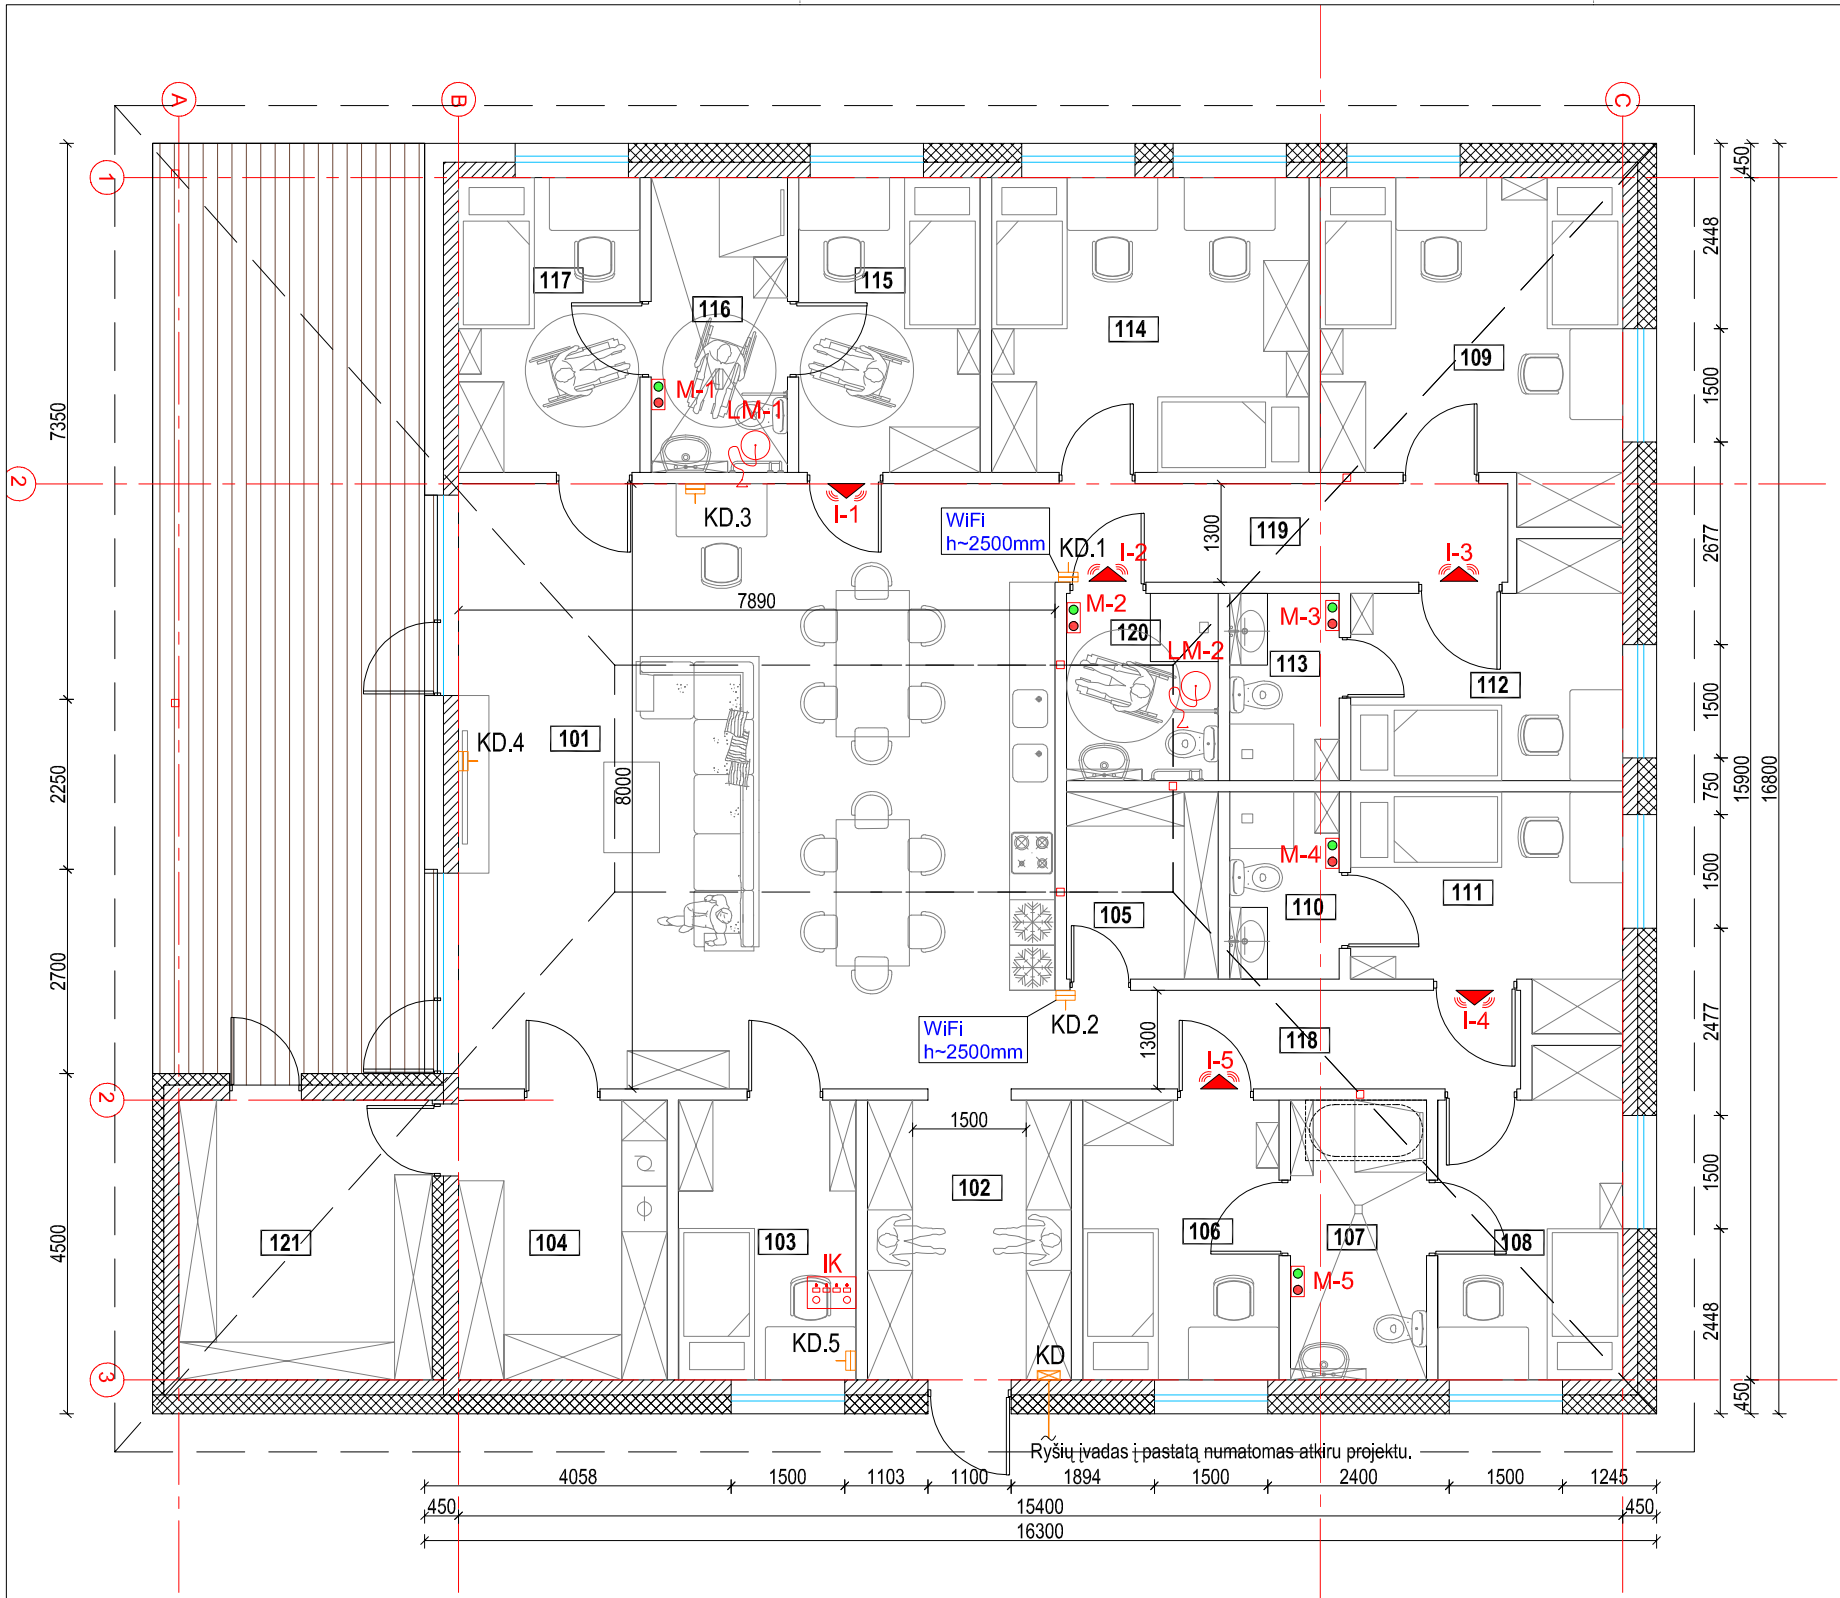 A
B
C
1
450
2448
117
115
116
114
109
M-1
LM-1
1500
7350
2
KD.3
I-1
WiFi
h~2500mm
KD.1
I-2
1300
119
I-3
2677
7890
M-2
120
LM-2
M-3
113
112
1500
KD.4
101
8000
2250
750
15900
16800
M-4
1500
105
110
111
2700
WiFi
h~2500mm
KD.2
1300
118
I-4
2477
I-5
2
1500
102
1500
121
104
103
106
107
108
4500
IK
M-5
KD.5
KD
2448
3
450
Ryšių įvadas į pastatą numatomas atkiru projektu.
4058
1500
1103
1100
1894
1500
2400
1500
1245
450
15400
450
16300